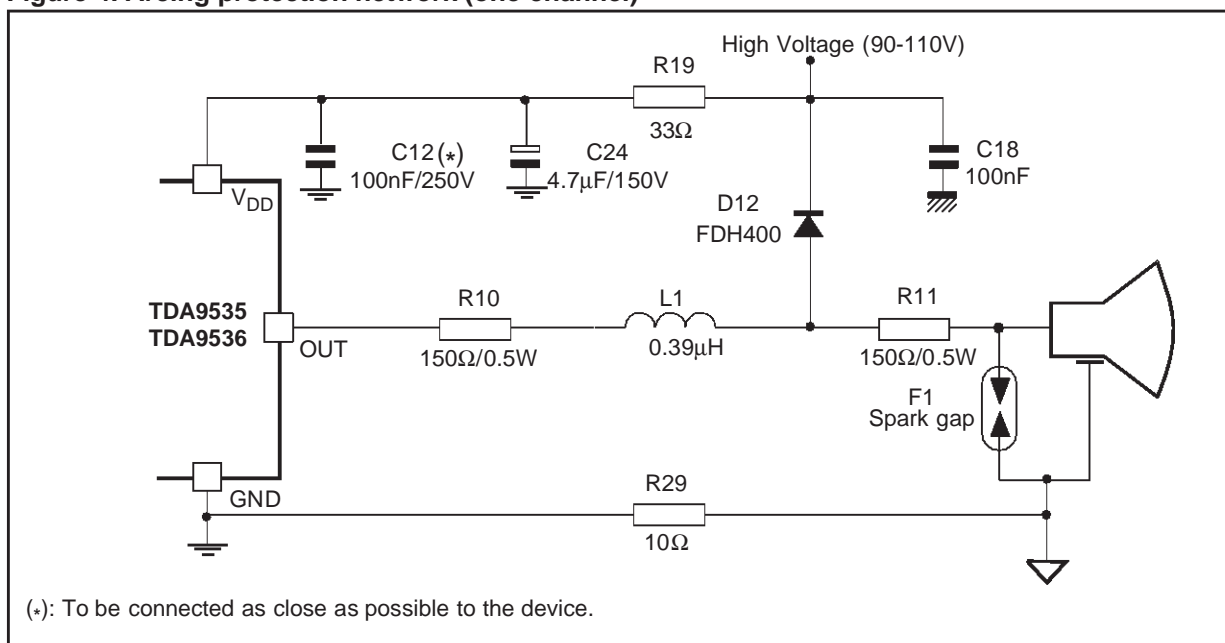 High Voltage (90-110V)
R19
33Ω
C12(*)
100nF/250V
C24
4.7µF/150V
C18
100nF
VDD
D12
FDH400
TDA9535
TDA9536
OUT
R10
150Ω/0.5W
L1
0.39µH
R11
150Ω/0.5W
F1
Spark gap
GND
R29
10Ω
(*): To be connected as close as possible to the device.